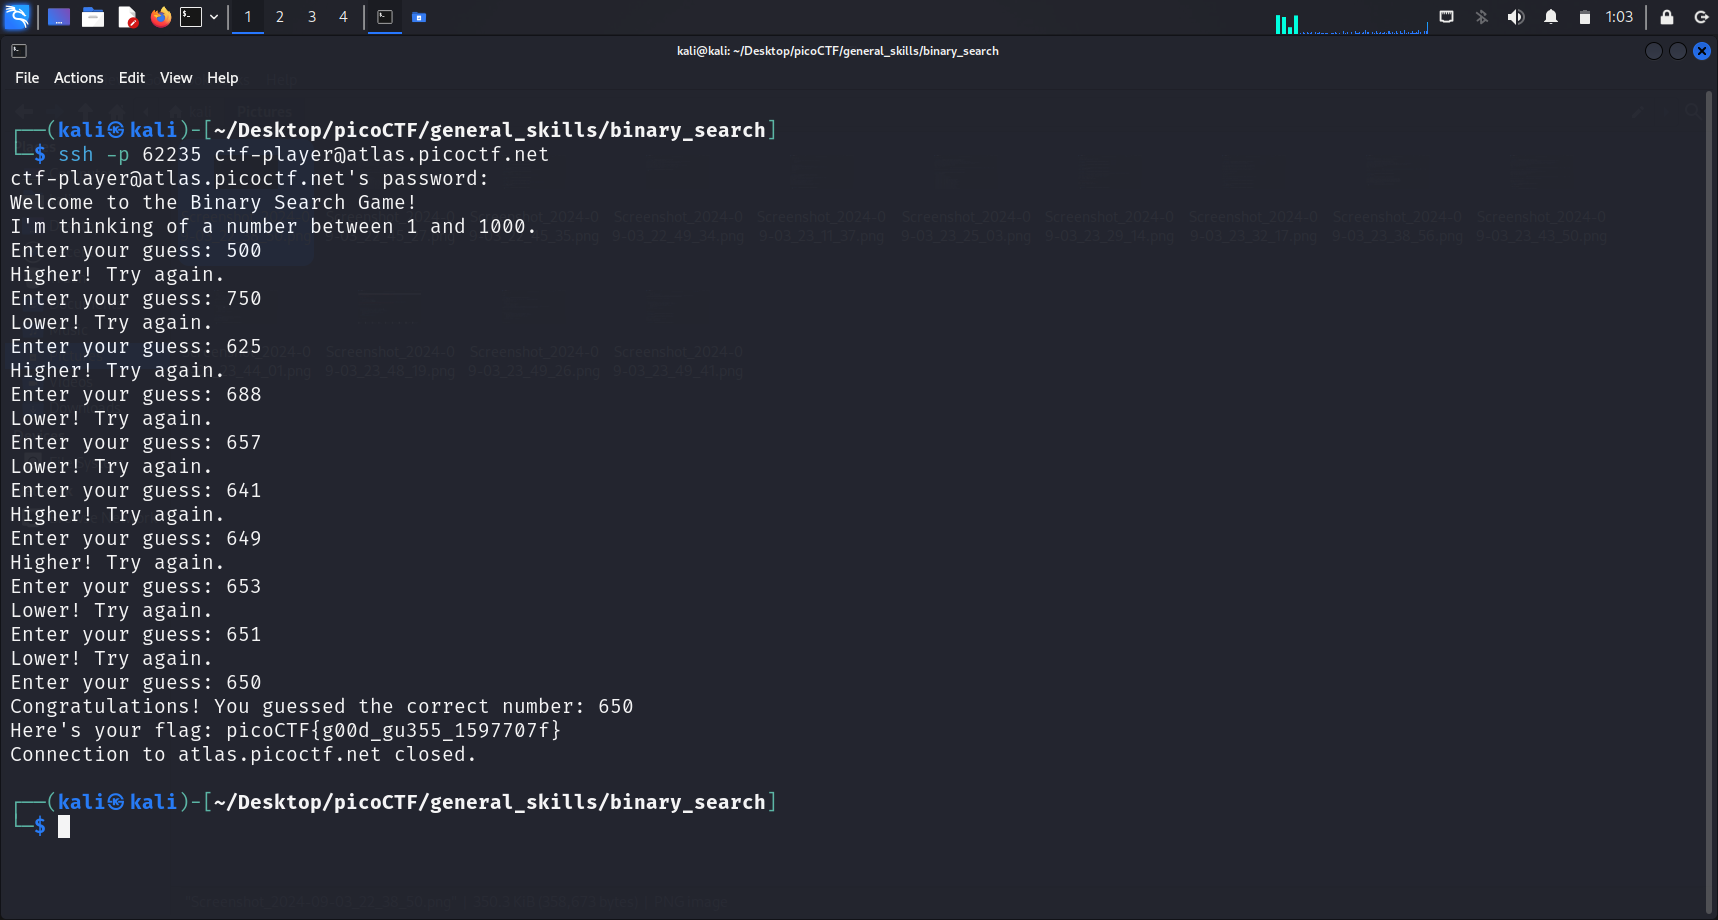 1 2 3 4
1:03
kali@kali: ~/Desktop/picoCTF/general_skills/binary_search
File Actions Edit View Help
┌──(kali㉿kali)-[~/Desktop/picoCTF/general_skills/binary_search]
└─$ ssh -p 62235 ctf-player@atlas.picoctf.net
ctf-player@atlas.picoctf.net's password:
Welcome to the Binary Search Game!
I'm thinking of a number between 1 and 1000.
Enter your guess: 500
Higher! Try again.
Enter your guess: 750
Lower! Try again.
Enter your guess: 625
Higher! Try again.
Enter your guess: 688
Lower! Try again.
Enter your guess: 657
Lower! Try again.
Enter your guess: 641
Higher! Try again.
Enter your guess: 649
Higher! Try again.
Enter your guess: 653
Lower! Try again.
Enter your guess: 651
Lower! Try again.
Enter your guess: 650
Congratulations! You guessed the correct number: 650
Here's your flag: picoCTF{g00d_gu355_1597707f}
Connection to atlas.picoctf.net closed.
┌──(kali㉿kali)-[~/Desktop/picoCTF/general_skills/binary_search]
└─$